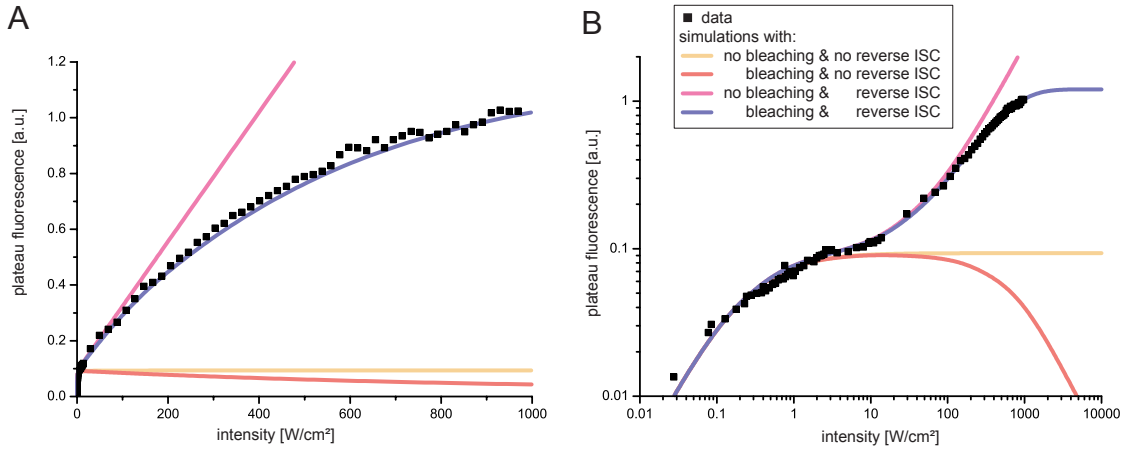 A
plateau fluorescence [a.u.]
1.2
1.0
0.8
0.6
0.4
0.2
0.0
0 200 400 600 800 1000
intensity [W/cm²]
B
data
simulations with:
no bleaching & no reverse ISC
bleaching & no reverse ISC
no bleaching & reverse ISC
bleaching & reverse ISC
plateau fluorescence [a.u.]
1
0.1
0.01
0.01 0.1 1 10 100 1000 10000
intensity [W/cm²]